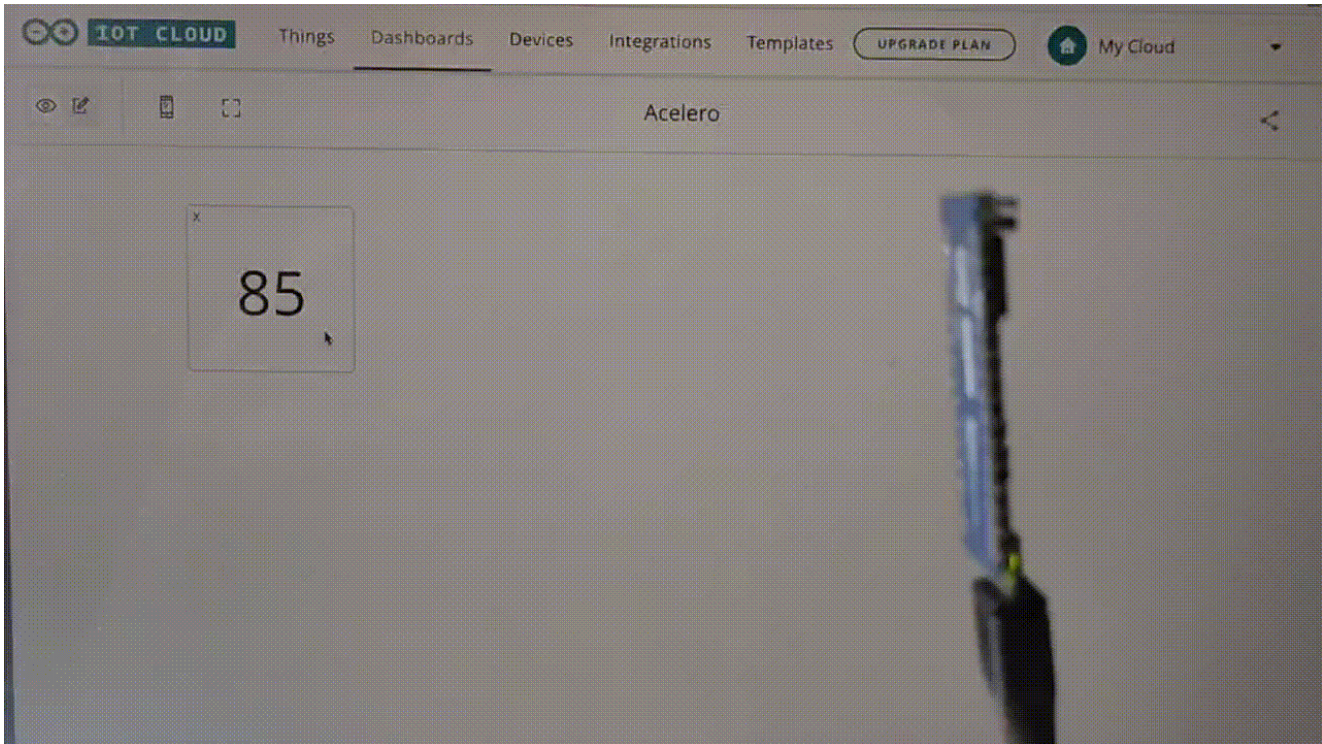 IOT CLOUD Things Dashboards Devices Integrations Templates UPGRADE PLAN My Cloud
Acelero
X
85